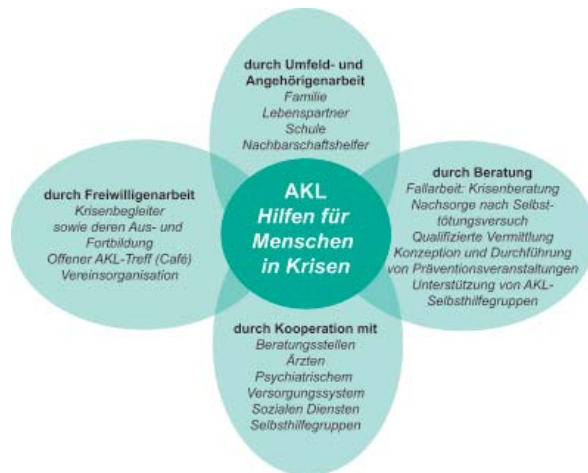 durch Umfeld- und
Angehörigenarbeit
Familie
Lebenspartner
Schule
Nachbarschaftshelfer
durch Freiwilligenarbeit
Krisenbegleiter
sowie deren Aus- und
Fortbildung
Offener AKL-Treff (Café)
Vereinsorganisation
AKL
Hilfen für
Menschen
in Krisen
durch Beratung
Fallarbeit: Krisenberatung
Nachsorge nach Selbst-
tötungsversuch
Qualifizierte Vermittlung
Konzeption und Durchführung
von Präventionsveranstaltungen
Unterstützung von AKL-
Selbsthilfegruppen
durch Kooperation mit
Beratungsstellen
Ärzten
Psychiatrischem
Versorgungssystem
Sozialen Diensten
Selbsthilfegruppen